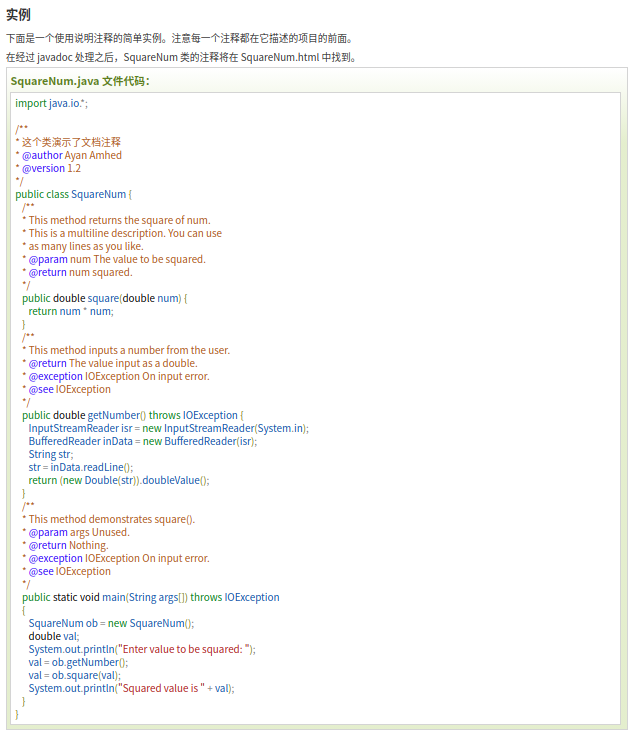 实例
下面是一个使用说明注释的简单实例。注意每一个注释都在它描述的项目的前面。
在经过 javadoc 处理之后，SquareNum 类的注释将在 SquareNum.html 中找到。
SquareNum.java 文件代码：
import java.io.*;
/**
* 这个类演示了文档注释
* @author Ayan Amhed
* @version 1.2
*/
public class SquareNum {
/**
* This method returns the square of num.
* This is a multiline description. You can use
* as many lines as you like.
* @param num The value to be squared.
* @return num squared.
*/
public double square(double num) {
return num * num;
}
/**
* This method inputs a number from the user.
* @return The value input as a double.
* @exception IOException On input error.
* @see IOException
*/
public double getNumber() throws IOException {
InputStreamReader isr = new InputStreamReader(System.in);
BufferedReader inData = new BufferedReader(isr);
String str;
str = inData.readLine();
return (new Double(str)).doubleValue();
}
/**
* This method demonstrates square().
* @param args Unused.
* @return Nothing.
* @exception IOException On input error.
* @see IOException
*/
public static void main(String args[]) throws IOException
{
SquareNum ob = new SquareNum();
double val;
System.out.println("Enter value to be squared: ");
val = ob.getNumber();
val = ob.square(val);
System.out.println("Squared value is " + val);
}
}